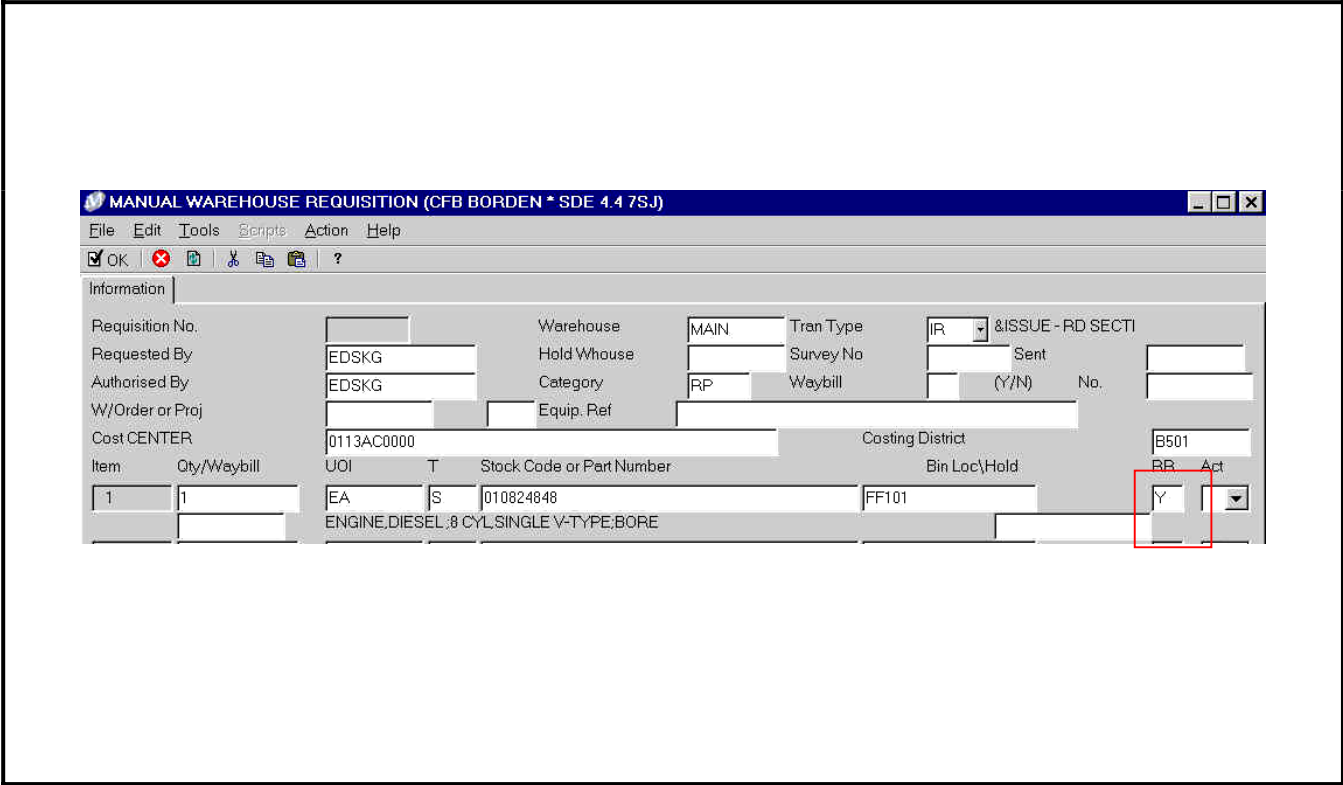 MANUAL WAREHOUSE REQUISITION (CFB BORDEN * SDE 4.4 7SJ)
File Edit Tools Scripts Action Help
OK ?
Information
Requisition No. Warehouse MAIN Tran Type IR &ISSUE - RD SECTI
Requested By EDSKG Hold Whouse Survey No Sent
Authorised By EDSKG Category RP Waybill (Y/N) No.
W/Order or Proj Equip. Ref
Cost CENTER 0113AC0000 Costing District B501
Item Qty/Waybill UOI T Stock Code or Part Number Bin Loc\Hold RR Act
1 1 EA S 010824848 FF101 Y
ENGINE,DIESEL ;8 CYL,SINGLE V-TYPE;BORE